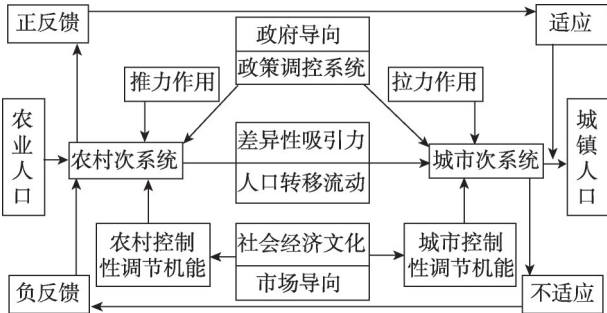 正反馈
政府导向
适应
政策调控系统
推力作用
拉力作用
农业人口
农村次系统
差异性吸引力
人口转移流动
城市次系统
城镇人口
农村控制
性调节机能
社会经济文化
市场导向
城市控制
性调节机能
负反馈
不适应